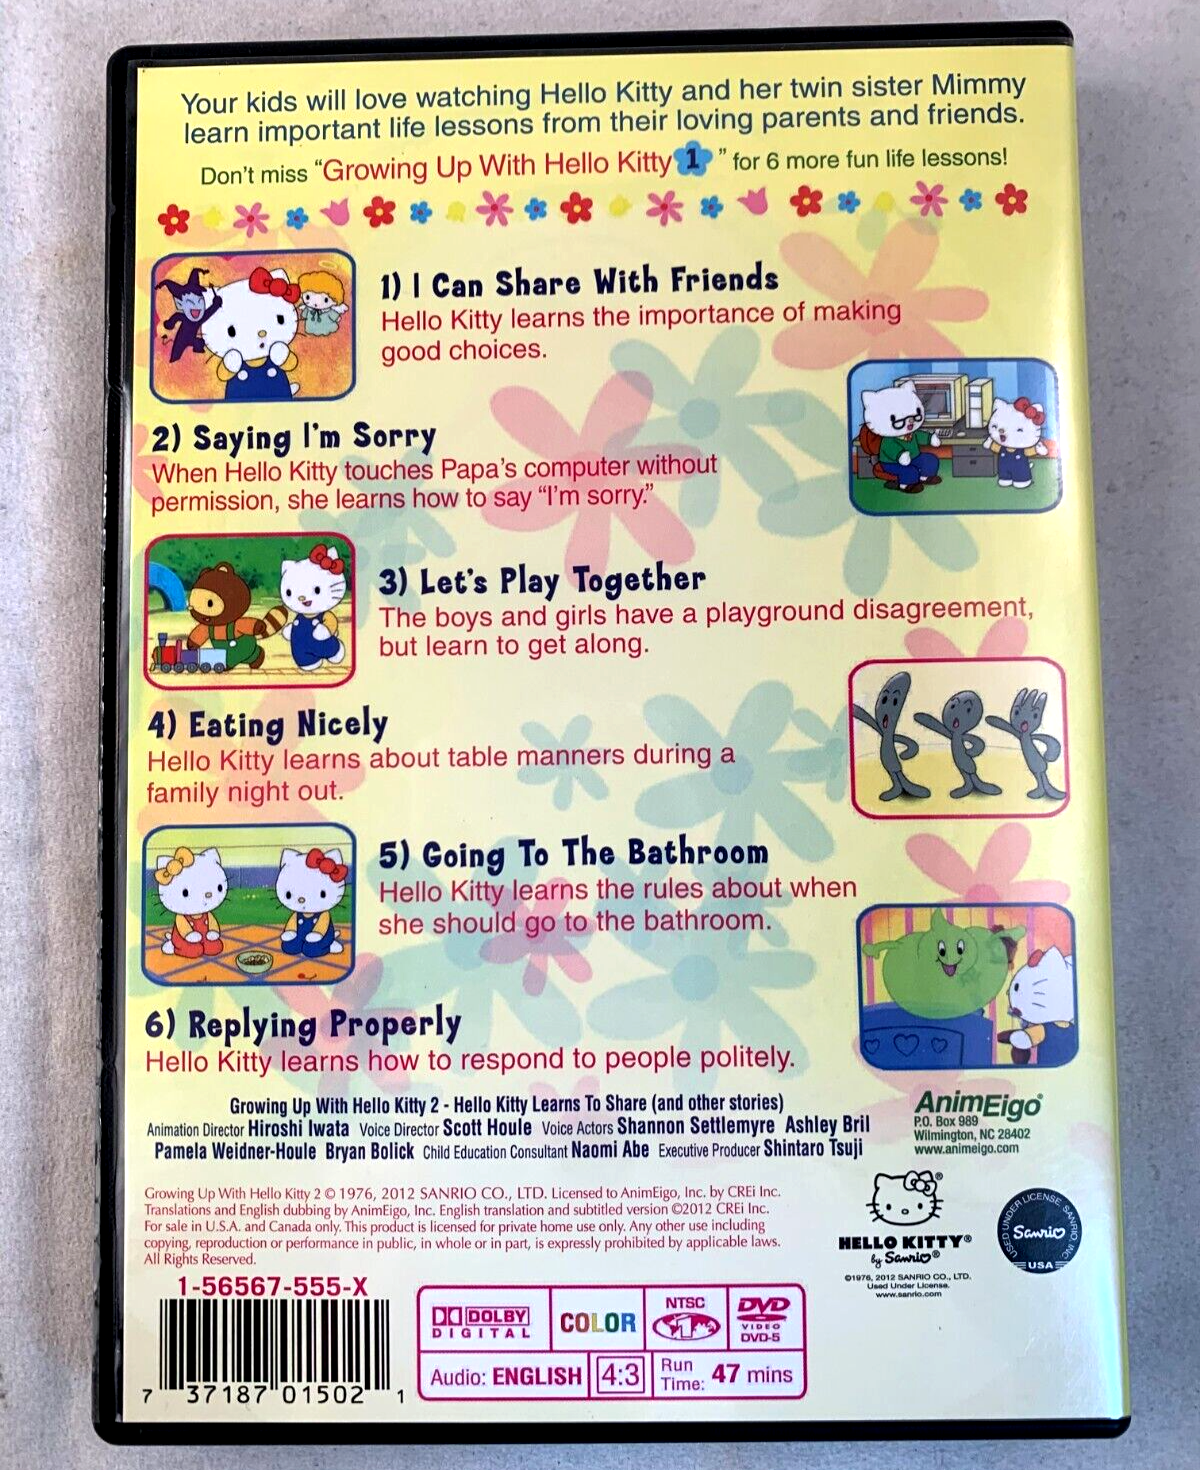 Your kids will love watching Hello Kitty and her twin sister Mimmy
learn important life lessons from their loving parents and friends.
Don't miss “Growing Up With Hello Kitty 1 ” for 6 more fun life lessons!
1) I Can Share With Friends
Hello Kitty learns the importance of making
good choices.
2) Saying I'm Sorry
When Hello Kitty touches Papa's computer without
permission, she learns how to say “I'm sorry.”
3) Let's Play Together
The boys and girls have a playground disagreement,
but learn to get along.
4) Eating Nicely
Hello Kitty learns about table manners during a
family night out.
5) Going To The Bathroom
Hello Kitty learns the rules about when
she should go to the bathroom.
6) Replying Properly
Hello Kitty learns how to respond to people politely.
Growing Up With Hello Kitty 2 - Hello Kitty Learns To Share (and other stories)
Animation Director Hiroshi Iwata Voice Director Scott Houle Voice Actors Shannon Settlemyre Ashley Bril
Pamela Weidner-Houle Bryan Bolick Child Education Consultant Naomi Abe Executive Producer Shintaro Tsuji
AnimEigo
P.O. Box 989
Wilmington, NC 28402
www.animeigo.com
Growing Up With Hello Kitty 2 © 1976, 2012 SANRIO CO., LTD. Licensed to AnimEigo, Inc. by CREi Inc.
Translations and English dubbing by AnimEigo, Inc. English translation and subtitled version ©2012 CREi Inc.
For sale in U.S.A. and Canada only. This product is licensed for private home use only. Any other use including
copying, reproduction or performance in public, in whole or in part, is expressly prohibited by applicable laws.
All Rights Reserved.
HELLO KITTY®
by Sanrio®
©1976, 2012 SANRIO CO., LTD.
Used Under License.
www.sanrio.com
USED UNDER LICENSE SANRIO INC.
Sanrio
USA
1-56567-555-X
7 37187 01502 1
DOLBY
DIGITAL
COLOR
NTSC
1
DVD
VIDEO
DVD-5
Audio: ENGLISH
4:3
Run
Time: 47 mins